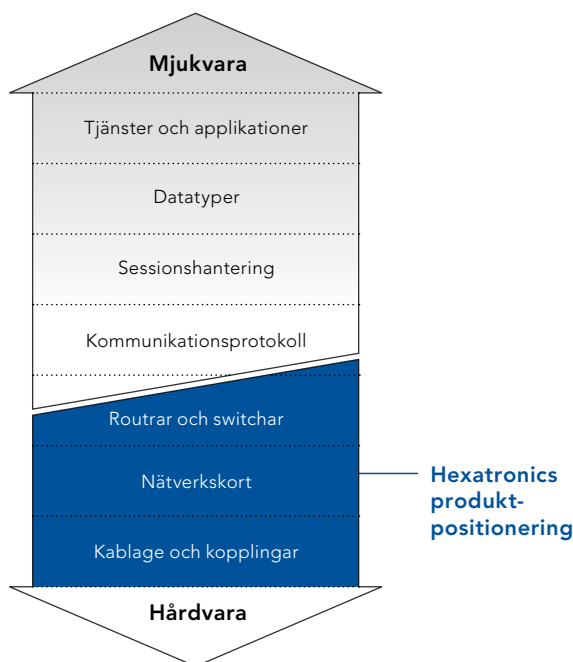 Mjukvara
Tjänster och applikationer
Datatyper
Sessionshantering
Kommunikationsprotokoll
Routrar och switchar
Nätverkskort
Hexatronics
produkt-
positionering
Kablage och kopplingar
Hårdvara